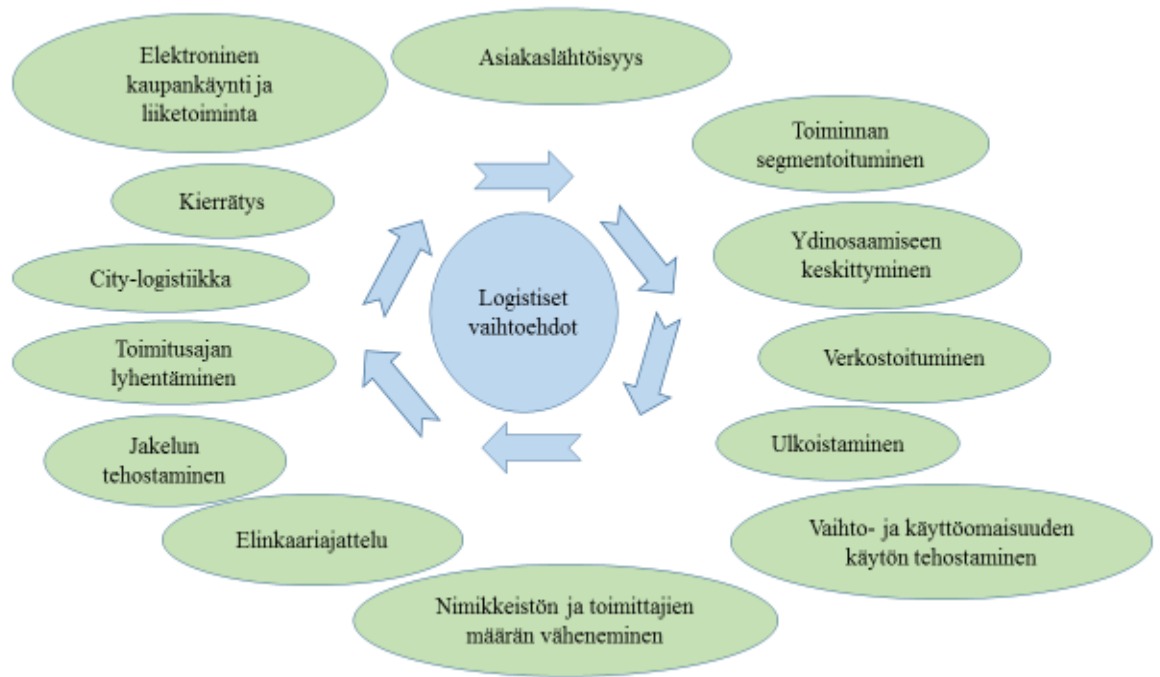 Elektroninen
kaupankäynti ja
liiketoiminta
Asiakaslähtöisyys
Toiminnan
segmentoituminen
Kierrätys
Ydinosaamiseen
keskittyminen
City-logistiikka
Logistiset
vaihtoehdot
Toimitusajan
lyhentäminen
Verkostoituminen
Jakelun
tehostaminen
Ulkoistaminen
Elinkaariajattelu
Vaihto- ja käyttöomaisuuden
käytön tehostaminen
Nimikkeistön ja toimittajien
määrän väheneminen